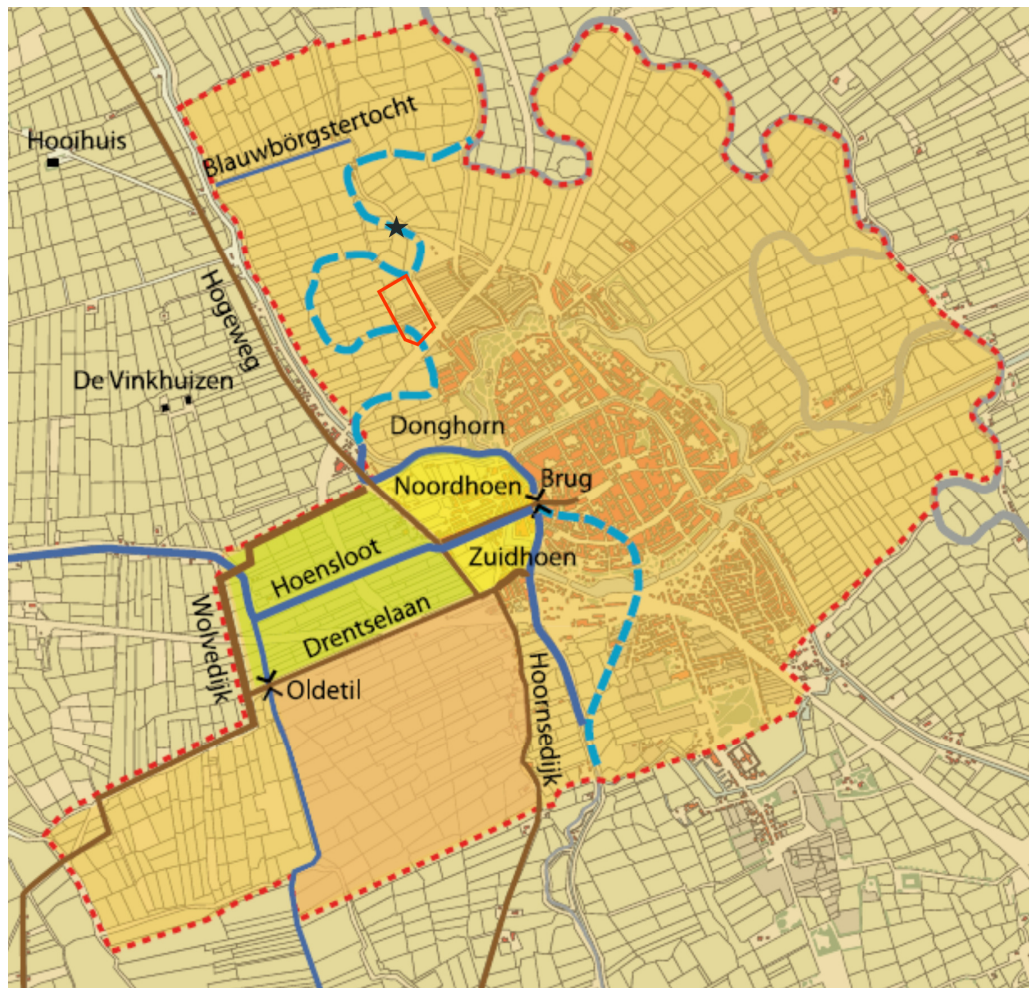 Blauwbörgstertocht
Hooihuis
Hogeweg
De Vinkhuizen
Donghorn
Noordhoen
Brug
Zuidhoen
Hoensloot
Drentselaan
Wolvedijk
Oldetil
Hoornsedijk